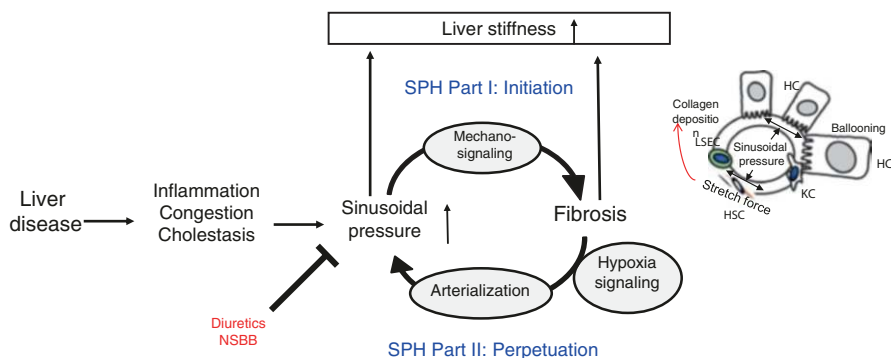 Liver stiffness
SPH Part I: Initiation
Mechano-
signaling
Liver
disease
Inflammation
Congestion
Cholestasis
Sinusoidal
pressure
Fibrosis
Hypoxia
signaling
Arterialization
Diuretics
NSBB
SPH Part II: Perpetuation
HC
HC
Collagen
depositio
n
LSEC
Ballooning
HC
Sinusoidal
pressure
Stretch force
KC
HSC